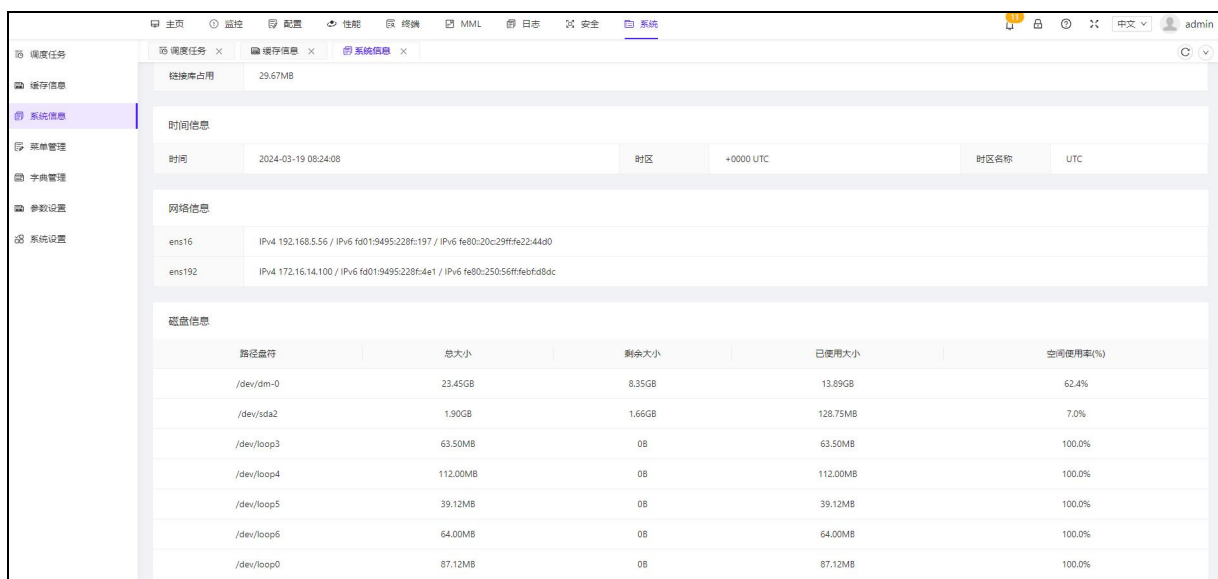 主页 监控 配置 性能 终端 MML 日志 安全 系统 11 中文 admin
调度任务 缓存信息 系统信息
调度任务
缓存信息
系统信息
菜单管理
字典管理
参数设置
系统设置
链接库占用 29.67MB
时间信息
时间 2024-03-19 08:24:08 时区 +0000 UTC 时区名称 UTC
网络信息
ens16 IPv4 192.168.5.56 / IPv6 fd01:9495:228f::197 / IPv6 fe80::20c:29ff:fe22:44d0
ens192 IPv4 172.16.14.100 / IPv6 fd01:9495:228f::4e1 / IPv6 fe80::250:56ff:febf:d8dc
磁盘信息
路径盘符 总大小 剩余大小 已使用大小 空间使用率(%)
/dev/dm-0 23.45GB 8.35GB 13.89GB 62.4%
/dev/sda2 1.90GB 1.66GB 128.75MB 7.0%
/dev/loop3 63.50MB 0B 63.50MB 100.0%
/dev/loop4 112.00MB 0B 112.00MB 100.0%
/dev/loop5 39.12MB 0B 39.12MB 100.0%
/dev/loop6 64.00MB 0B 64.00MB 100.0%
/dev/loop0 87.12MB 0B 87.12MB 100.0%